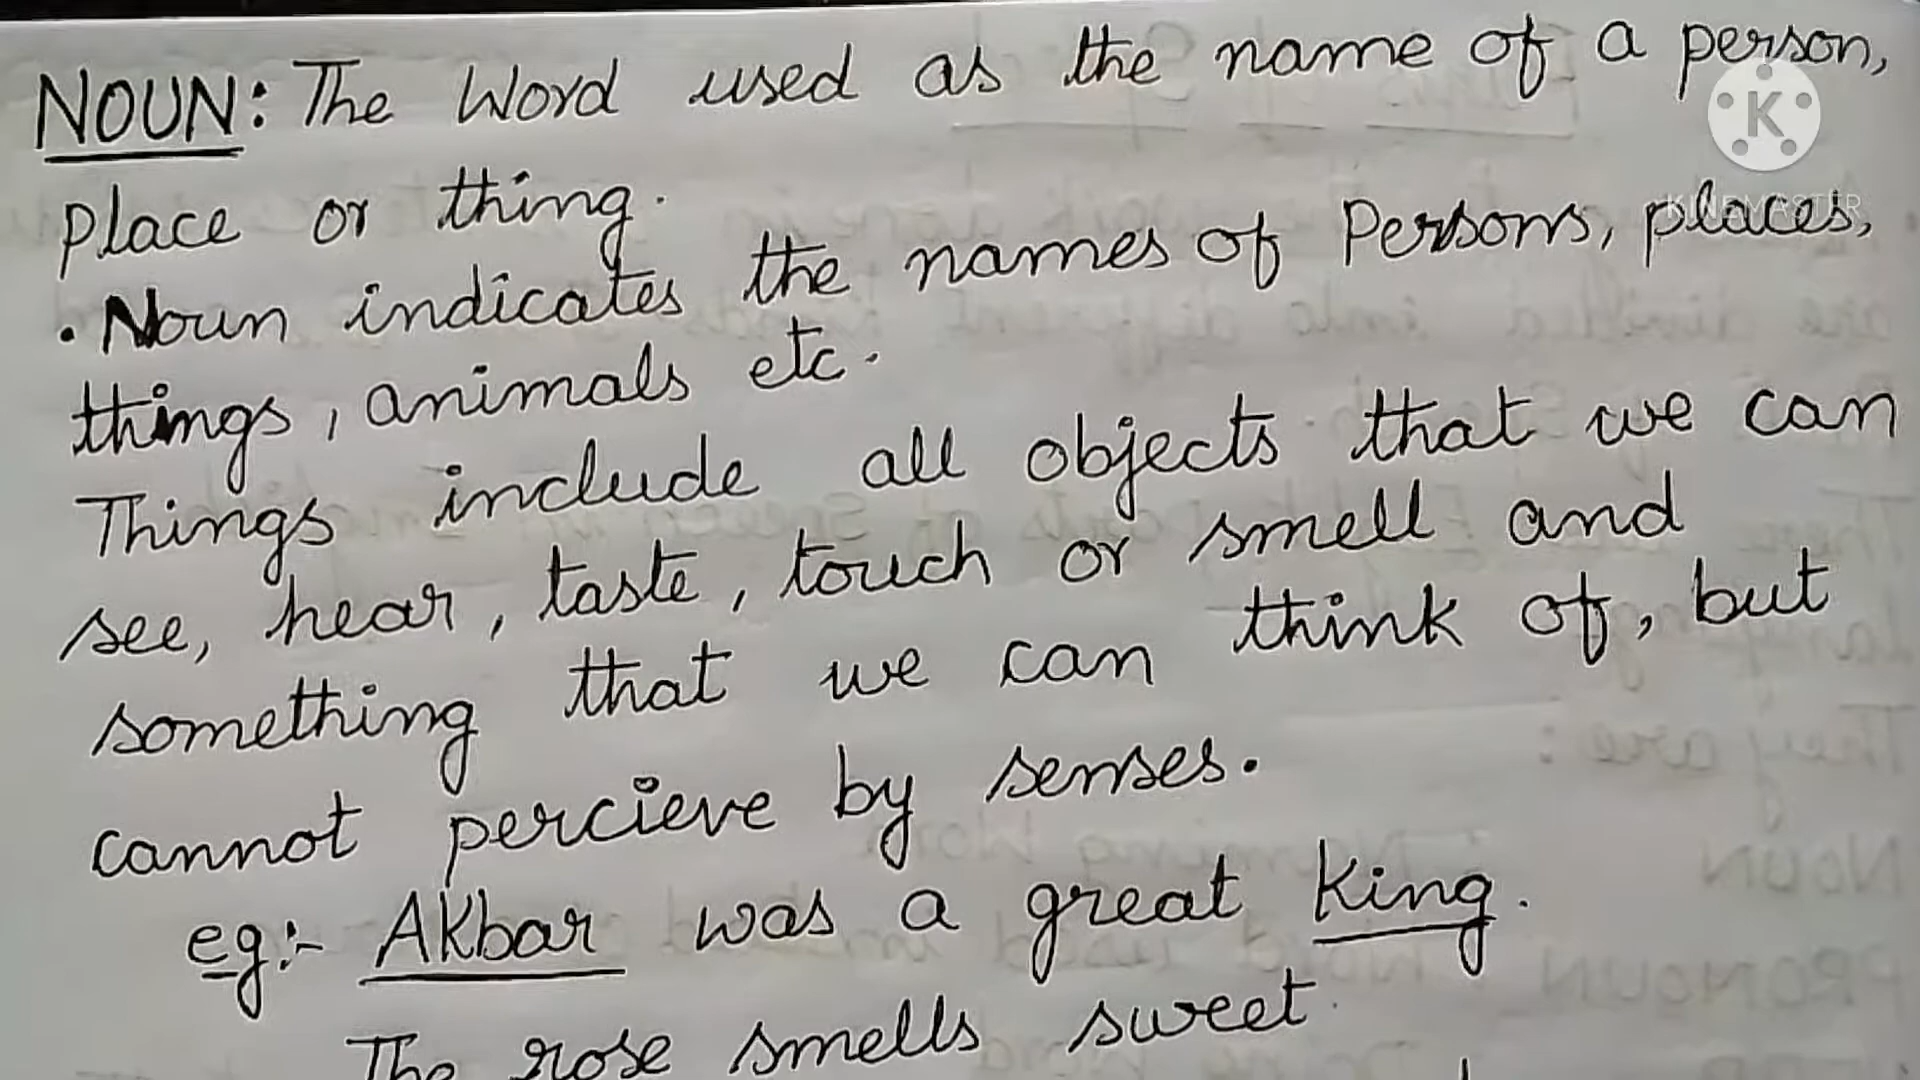 NOUN: The Word used as the name of a person,
place or thing.
• Noun indicates the names of Persons, places,
things, animals etc.
Things include all objects that we can
see, hear, taste, touch or smell and
something that we can think of, but
cannot percieve by senses.
eg:- Akbar was a great King.
The rose smells sweet
K
KINEMASTER